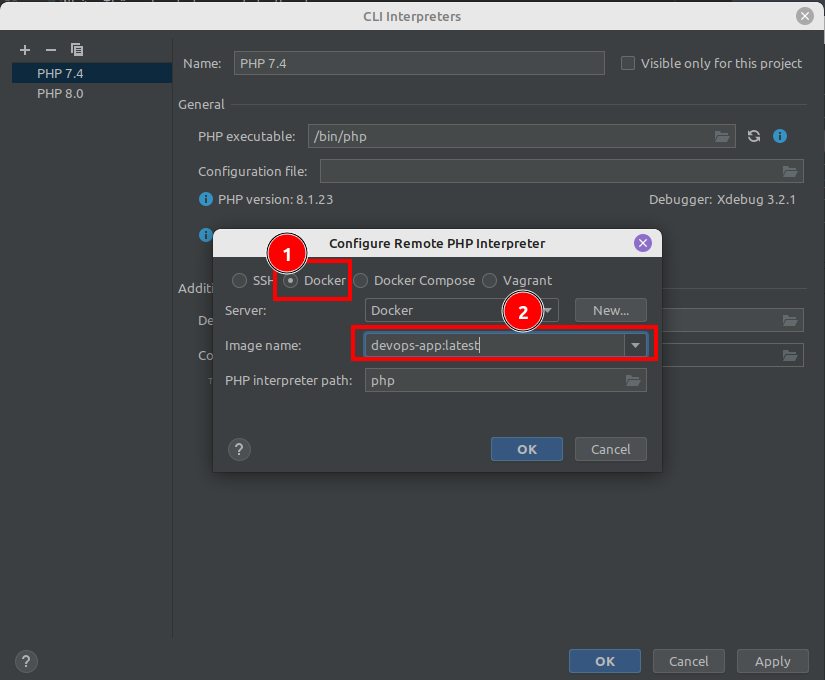 CLI Interpreters
PHP 7.4
PHP 8.0
Name: PHP 7.4 Visible only for this project
General
PHP executable: /bin/php
Configuration file:
PHP version: 8.1.23 Debugger: Xdebug 3.2.1
Configure Remote PHP Interpreter
1
SSH Docker Docker Compose Vagrant
Additi
Server: Docker New...
2
De
Image name: devops-app:latest
Co
PHP interpreter path: php
? OK Cancel
? OK Cancel Apply